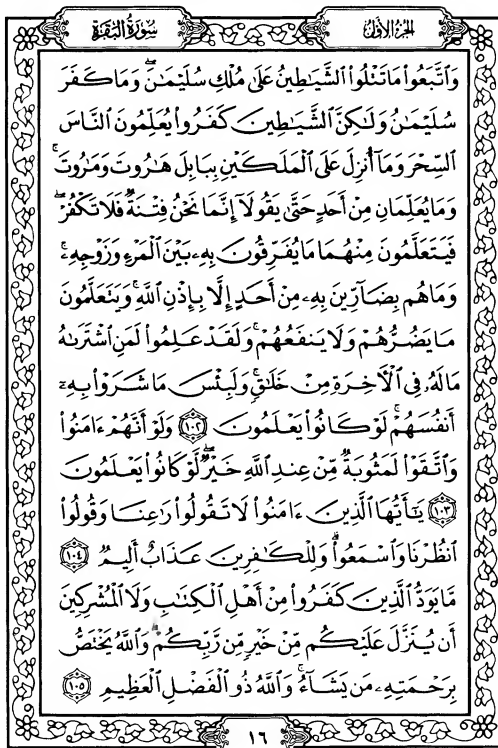 الجزء الأول
سورة البقرة
وَٱتَّبَعُوا۟ مَا تَتْلُوا۟ ٱلشَّيَـٰطِينُ عَلَىٰ مُلْكِ سُلَيْمَـٰنَۖ وَمَا كَفَرَ
سُلَيْمَـٰنُ وَلَـٰكِنَّ ٱلشَّيَـٰطِينَ كَفَرُوا۟ يُعَلِّمُونَ ٱلنَّاسَ
ٱلسِّحْرَ وَمَآ أُنزِلَ عَلَى ٱلْمَلَكَيْنِ بِبَابِلَ هَـٰرُوتَ وَمَـٰرُوتَۚ
وَمَا يُعَلِّمَانِ مِنْ أَحَدٍ حَتَّىٰ يَقُولَآ إِنَّمَا نَحْنُ فِتْنَةٌ فَلَا تَكْفُرْۖ
فَيَتَعَلَّمُونَ مِنْهُمَا مَا يُفَرِّقُونَ بِهِۦ بَيْنَ ٱلْمَرْءِ وَزَوْجِهِۦۚ
وَمَا هُم بِضَآرِّينَ بِهِۦ مِنْ أَحَدٍ إِلَّا بِإِذْنِ ٱللَّهِۚ وَيَتَعَلَّمُونَ
مَا يَضُرُّهُمْ وَلَا يَنفَعُهُمْۚ وَلَقَدْ عَلِمُوا۟ لَمَنِ ٱشْتَرَىٰهُ
مَا لَهُۥ فِى ٱلْـَٔاخِرَةِ مِنْ خَلَـٰقٍۚ وَلَبِئْسَ مَا شَرَوْا۟ بِهِۦٓ
أَنفُسَهُمْۚ لَوْ كَانُوا۟ يَعْلَمُونَ ١٠٢ وَلَوْ أَنَّهُمْ ءَامَنُوا۟
وَٱتَّقَوْا۟ لَمَثُوبَةٌ مِّنْ عِندِ ٱللَّهِ خَيْرٌۖ لَّوْ كَانُوا۟ يَعْلَمُونَ
١٠٣ يَـٰٓأَيُّهَا ٱلَّذِينَ ءَامَنُوا۟ لَا تَقُولُوا۟ رَٰعِنَا وَقُولُوا۟
ٱنظُرْنَا وَٱسْمَعُوا۟ۗ وَلِلْكَـٰفِرِينَ عَذَابٌ أَلِيمٌ ١٠٤
مَّا يَوَدُّ ٱلَّذِينَ كَفَرُوا۟ مِنْ أَهْلِ ٱلْكِتَـٰبِ وَلَا ٱلْمُشْرِكِينَ
أَن يُنَزَّلَ عَلَيْكُم مِّنْ خَيْرٍ مِّن رَّبِّكُمْۗ وَٱللَّهُ يَخْتَصُّ
بِرَحْمَتِهِۦ مَن يَشَآءُۚ وَٱللَّهُ ذُو ٱلْفَضْلِ ٱلْعَظِيمِ ١٠٥
١٦